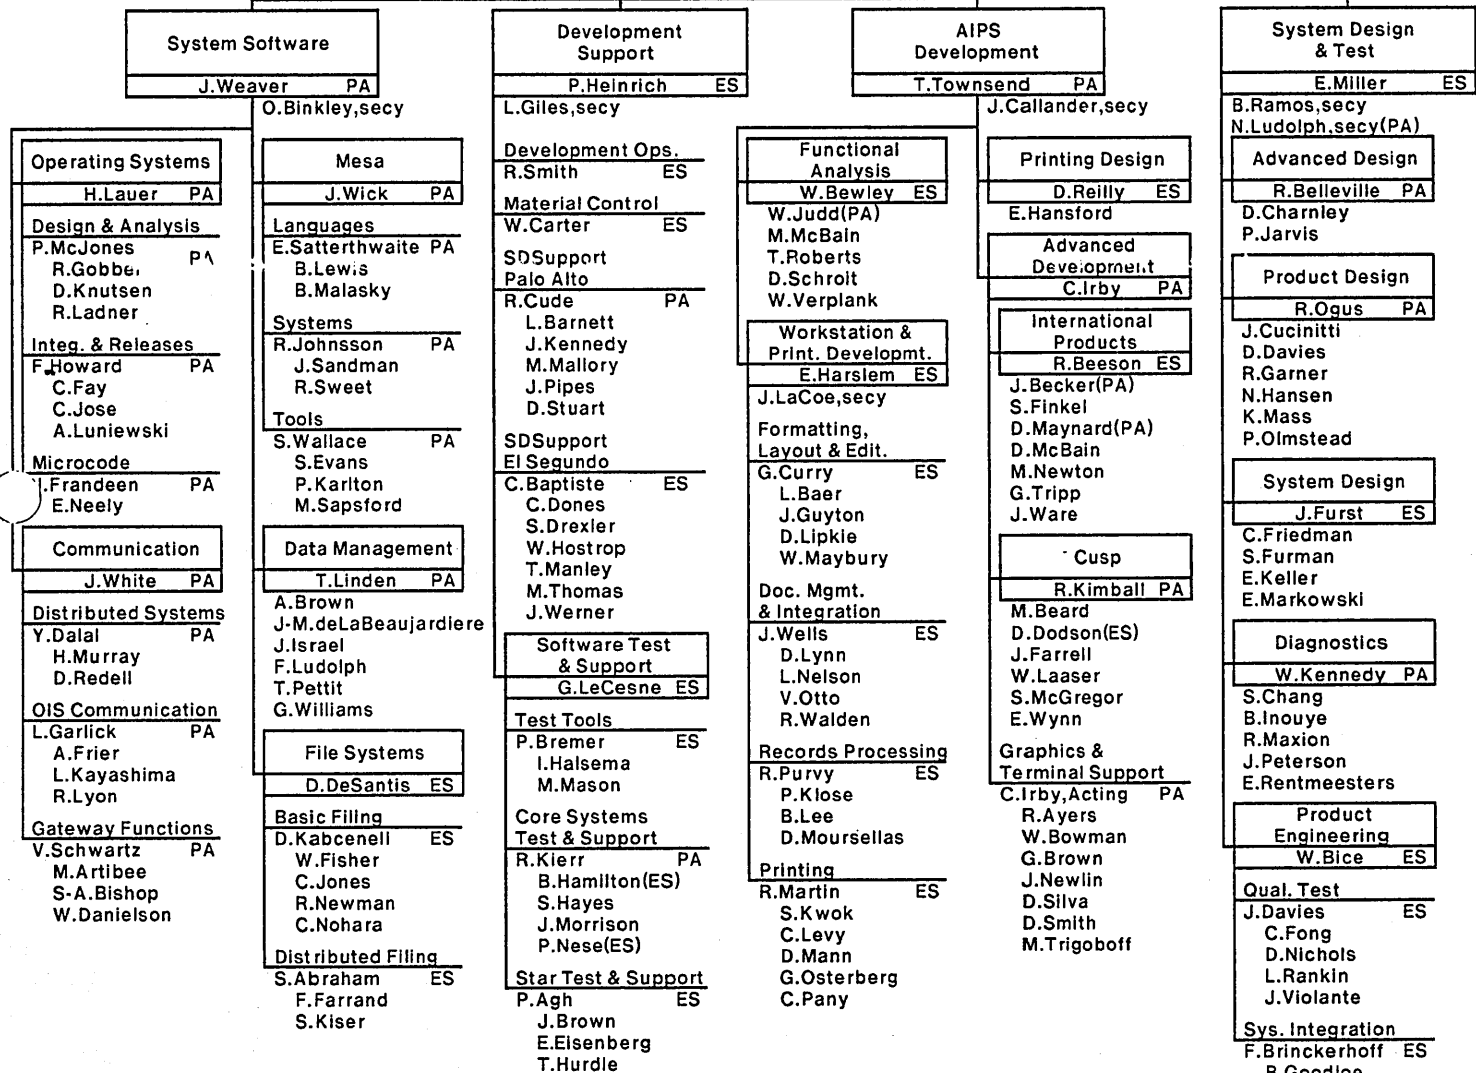 System Software
J.Weaver PA
O.Binkley,secy
Operating Systems
H.Lauer PA
Design & Analysis
P.McJones PA
R.Gobbel
D.Knutsen
R.Ladner
Integ. & Releases
F.Howard PA
C.Fay
C.Jose
A.Luniewski
Microcode
.Frandeen PA
E.Neely
Communication
J.White PA
Distributed Systems
Y.Dalal PA
H.Murray
D.Redell
OIS Communication
L.Garlick PA
A.Frier
L.Kayashima
R.Lyon
Gateway Functions
V.Schwartz PA
M.Artibee
S-A.Bishop
W.Danielson
Mesa
J.Wick PA
Languages
E.Satterthwaite PA
B.Lewis
B.Malasky
Systems
R.Johnsson PA
J.Sandman
R.Sweet
Tools
S.Wallace PA
S.Evans
P.Karlton
M.Sapsford
Data Management
T.Linden PA
A.Brown
J-M.deLaBeaujardiere
J.Israel
F.Ludolph
T.Pettit
G.Williams
File Systems
D.DeSantis ES
Basic Filing
D.Kabcenell ES
W.Fisher
C.Jones
R.Newman
C.Nohara
Distributed Filing
S.Abraham ES
F.Farrand
S.Kiser
Development
Support
P.Heinrich ES
L.Giles,secy
Development Ops.
R.Smith ES
Material Control
W.Carter ES
SDSupport
Palo Alto
R.Cude PA
L.Barnett
J.Kennedy
M.Mallory
J.Pipes
D.Stuart
SDSupport
El Segundo
C.Baptiste ES
C.Dones
S.Drexler
W.Hostrop
T.Manley
M.Thomas
J.Werner
Software Test
& Support
G.LeCesne ES
Test Tools
P.Bremer ES
I.Halsema
M.Mason
Core Systems
Test & Support
R.Kierr PA
B.Hamilton(ES)
S.Hayes
J.Morrison
P.Nese(ES)
Star Test & Support
P.Agh ES
J.Brown
E.Eisenberg
T.Hurdle
AIPS
Development
T.Townsend PA
J.Callander,secy
Functional
Analysis
W.Bewley ES
W.Judd(PA)
M.McBain
T.Roberts
D.Schroit
W.Verplank
Workstation &
Print. Developmt.
E.Harslem ES
J.LaCoe,secy
Formatting,
Layout & Edit.
G.Curry ES
L.Baer
J.Guyton
D.Lipkie
W.Maybury
Doc. Mgmt.
& Integration
J.Wells ES
D.Lynn
L.Nelson
V.Otto
R.Walden
Records Processing
R.Purvy ES
P.Klose
B.Lee
D.Moursellas
Printing
R.Martin ES
S.Kwok
C.Levy
D.Mann
G.Osterberg
C.Pany
Printing Design
D.Reilly ES
E.Hansford
Advanced
Development
C.Irby PA
International
Products
R.Beeson ES
J.Becker(PA)
S.Finkel
D.Maynard(PA)
D.McBain
M.Newton
G.Tripp
J.Ware
Cusp
R.Kimball PA
M.Beard
D.Dodson(ES)
J.Farrell
W.Laaser
S.McGregor
E.Wynn
Graphics &
Terminal Support
C.Irby,Acting PA
R.Ayers
W.Bowman
G.Brown
J.Newlin
D.Silva
D.Smith
M.Trigoboff
System Design
& Test
E.Miller ES
B.Ramos,secy
N.Ludolph,secy(PA)
Advanced Design
R.Belleville PA
D.Charnley
P.Jarvis
Product Design
R.Ogus PA
J.Cucinitti
D.Davies
R.Garner
N.Hansen
K.Mass
P.Olmstead
System Design
J.Furst ES
C.Friedman
S.Furman
E.Keller
E.Markowski
Diagnostics
W.Kennedy PA
S.Chang
B.Inouye
R.Maxion
J.Peterson
E.Rentmeesters
Product
Engineering
W.Bice ES
Qual. Test
J.Davies ES
C.Fong
D.Nichols
L.Rankin
J.Violante
Sys. Integration
F.Brinckerhoff ES